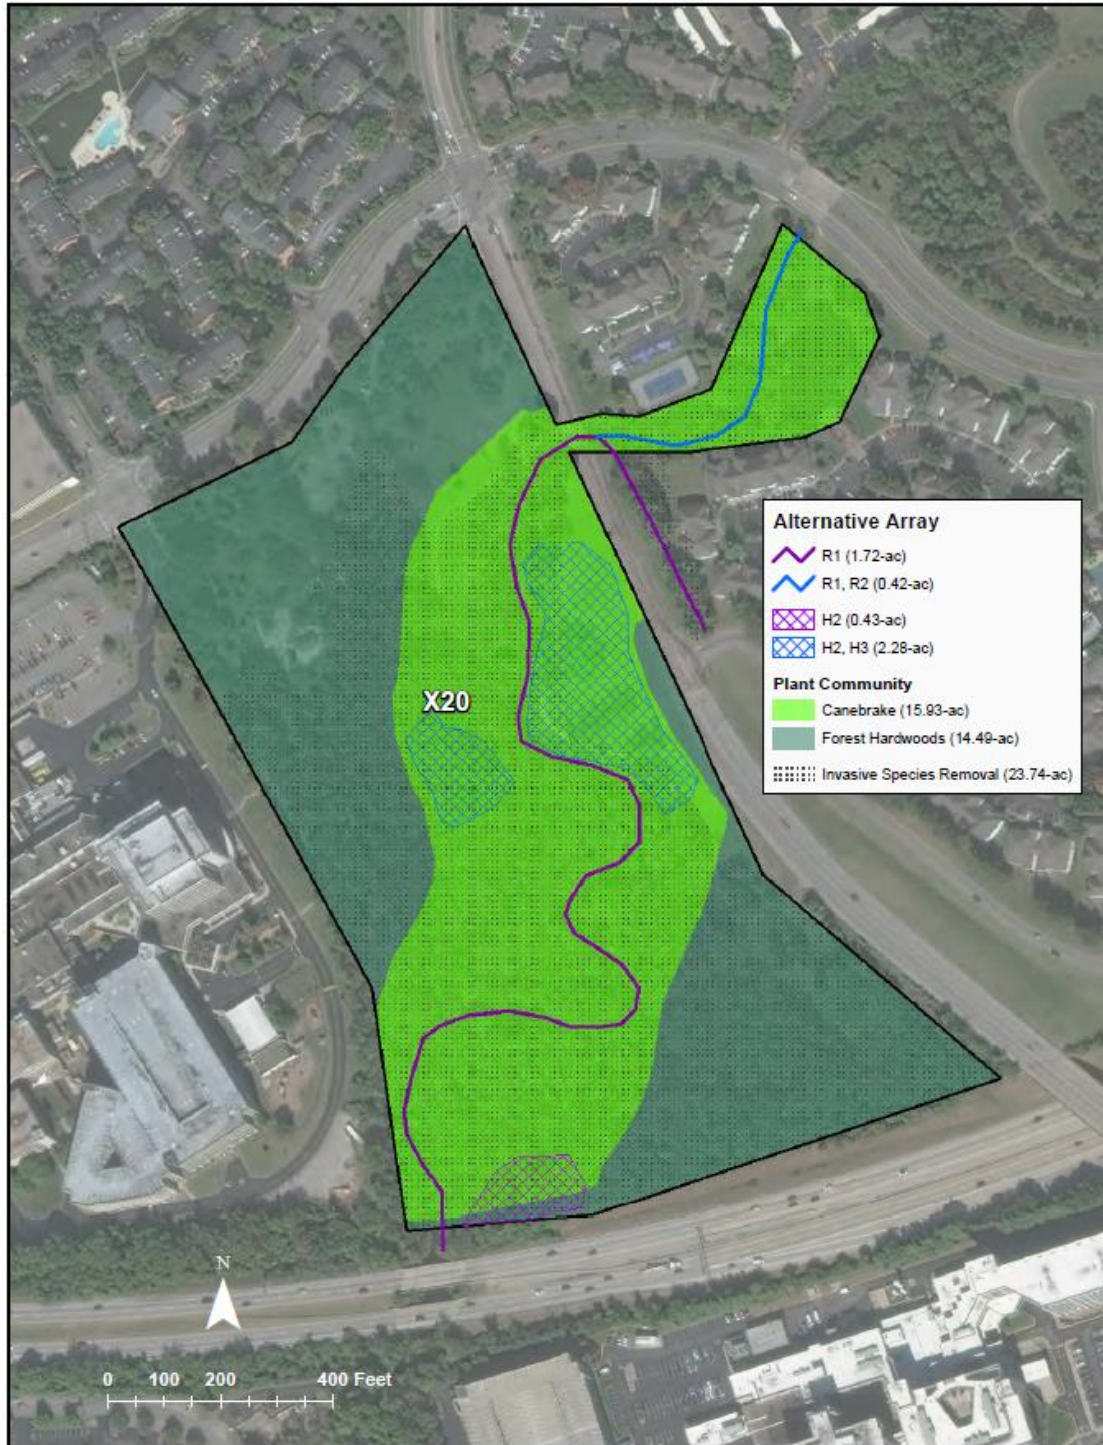 X20
Alternative Array
R1 (1.72-ac)
R1, R2 (0.42-ac)
H2 (0.43-ac)
H2, H3 (2.28-ac)
Plant Community
Canebrake (15.93-ac)
Forest Hardwoods (14.49-ac)
Invasive Species Removal (23.74-ac)
N
0 100 200 400 Feet